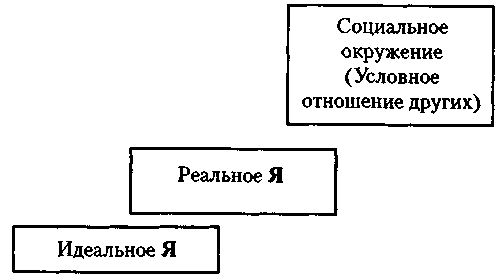 Социальное
окружение
(Условное
отношение других)
Реальное Я
Идеальное Я